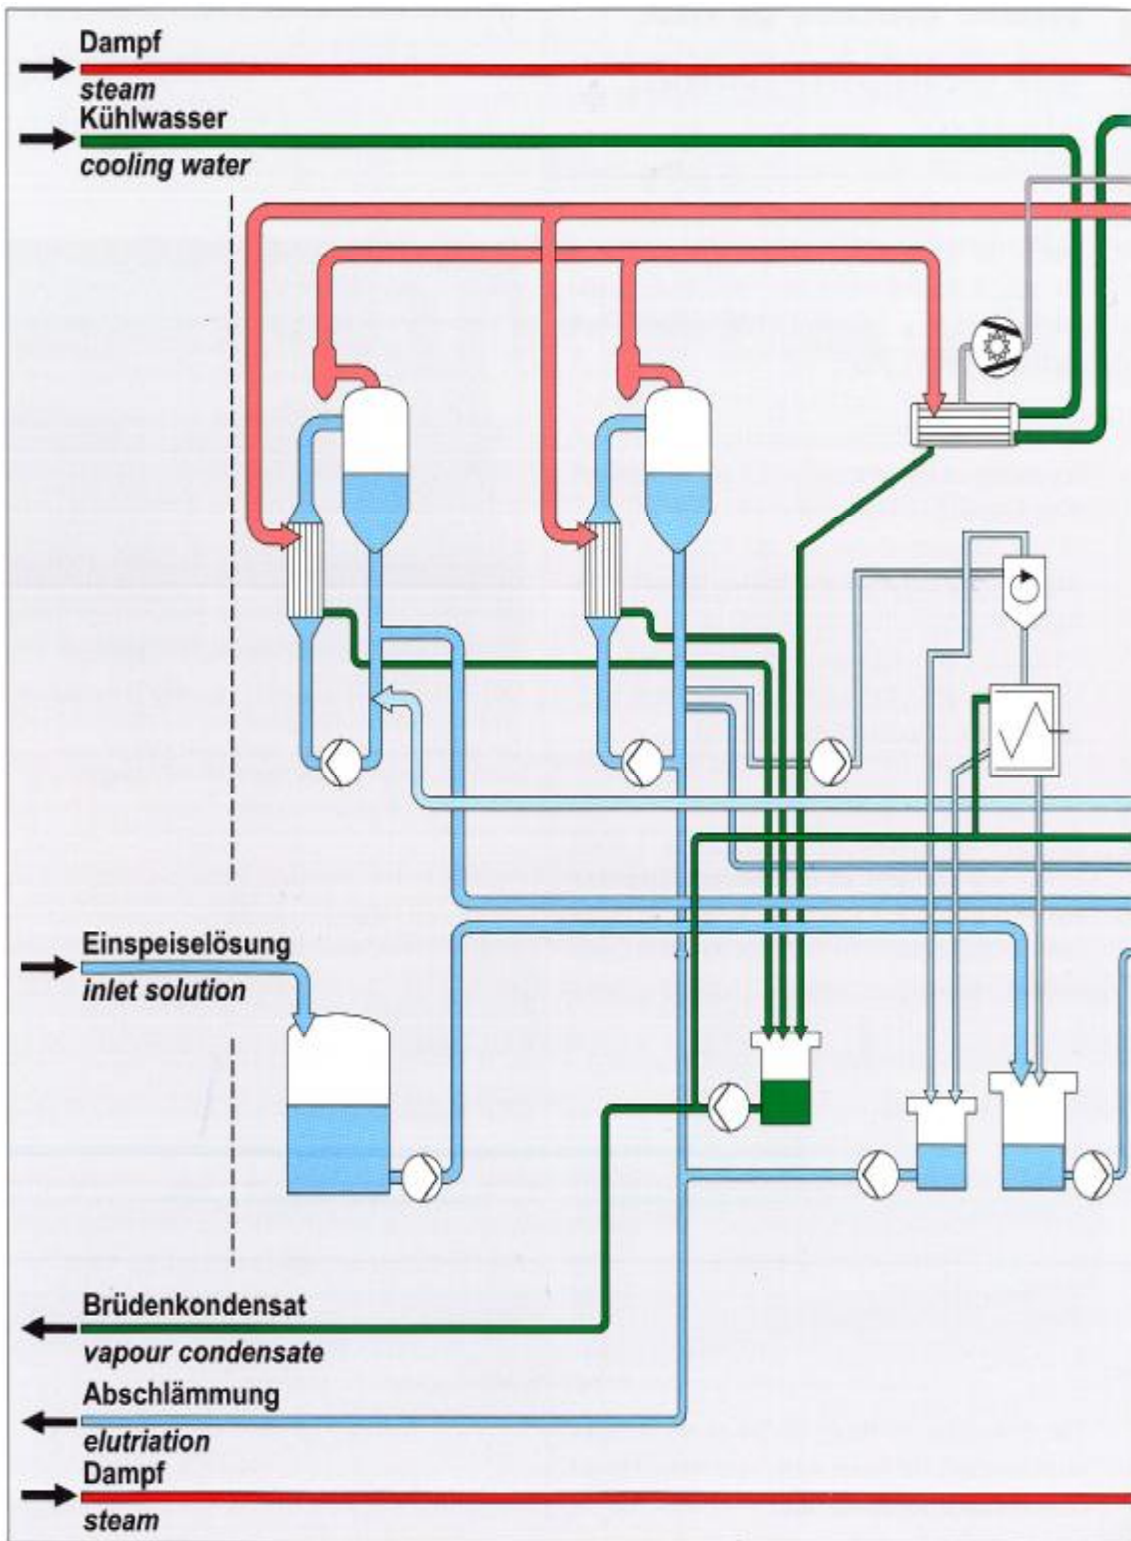 Dampf
steam
Kühlwasser
cooling water
Einspeiselösung
inlet solution
Brüdenkondensat
vapour condensate
Abschlämmung
elutriation
Dampf
steam